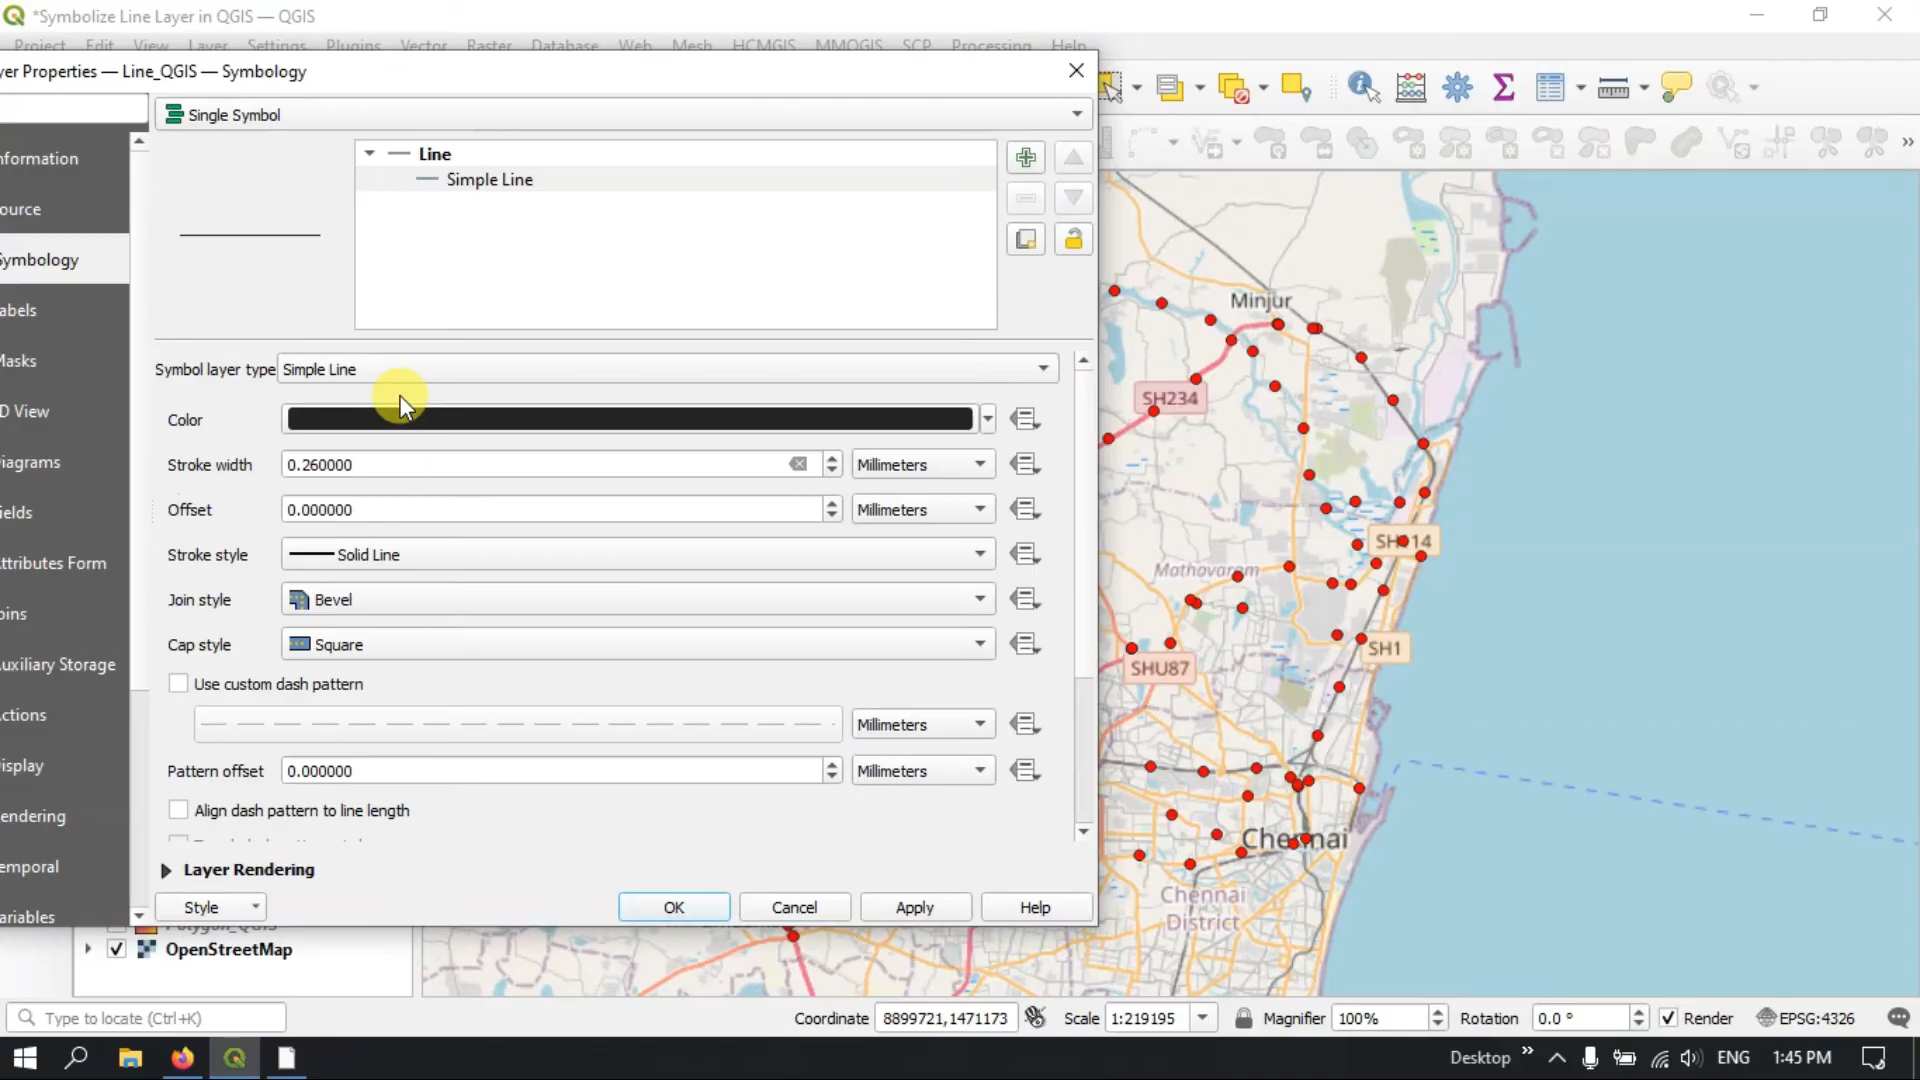 *Symbolize Line Layer in QGIS — QGIS
Project Edit View Layer Settings Plugins Vector Raster Database Web Mesh HCMGIS MMQGIS SCP Processing Help
yer Properties — Line_QGIS — Symbology
Single Symbol
Line
Simple Line
nformation
ource
Symbology
abels
Masks
D View
iagrams
ields
ttributes Form
oins
uxiliary Storage
ctions
isplay
endering
emporal
ariables
Symbol layer type Simple Line
Color
Stroke width 0.260000 Millimeters
Offset 0.000000 Millimeters
Stroke style Solid Line
Join style Bevel
Cap style Square
Use custom dash pattern
Millimeters
Pattern offset 0.000000 Millimeters
Align dash pattern to line length
Layer Rendering
Style OK Cancel Apply Help
Polygon_QGIS
OpenStreetMap
Minjur
SH234
SH114
Mathavaram
SH1
SHU87
Chennai
Chennai
District
Type to locate (Ctrl+K) Coordinate 8899721,1471173 Scale 1:219195 Magnifier 100% Rotation 0.0 ° Render EPSG:4326
Desktop » ENG 1:45 PM